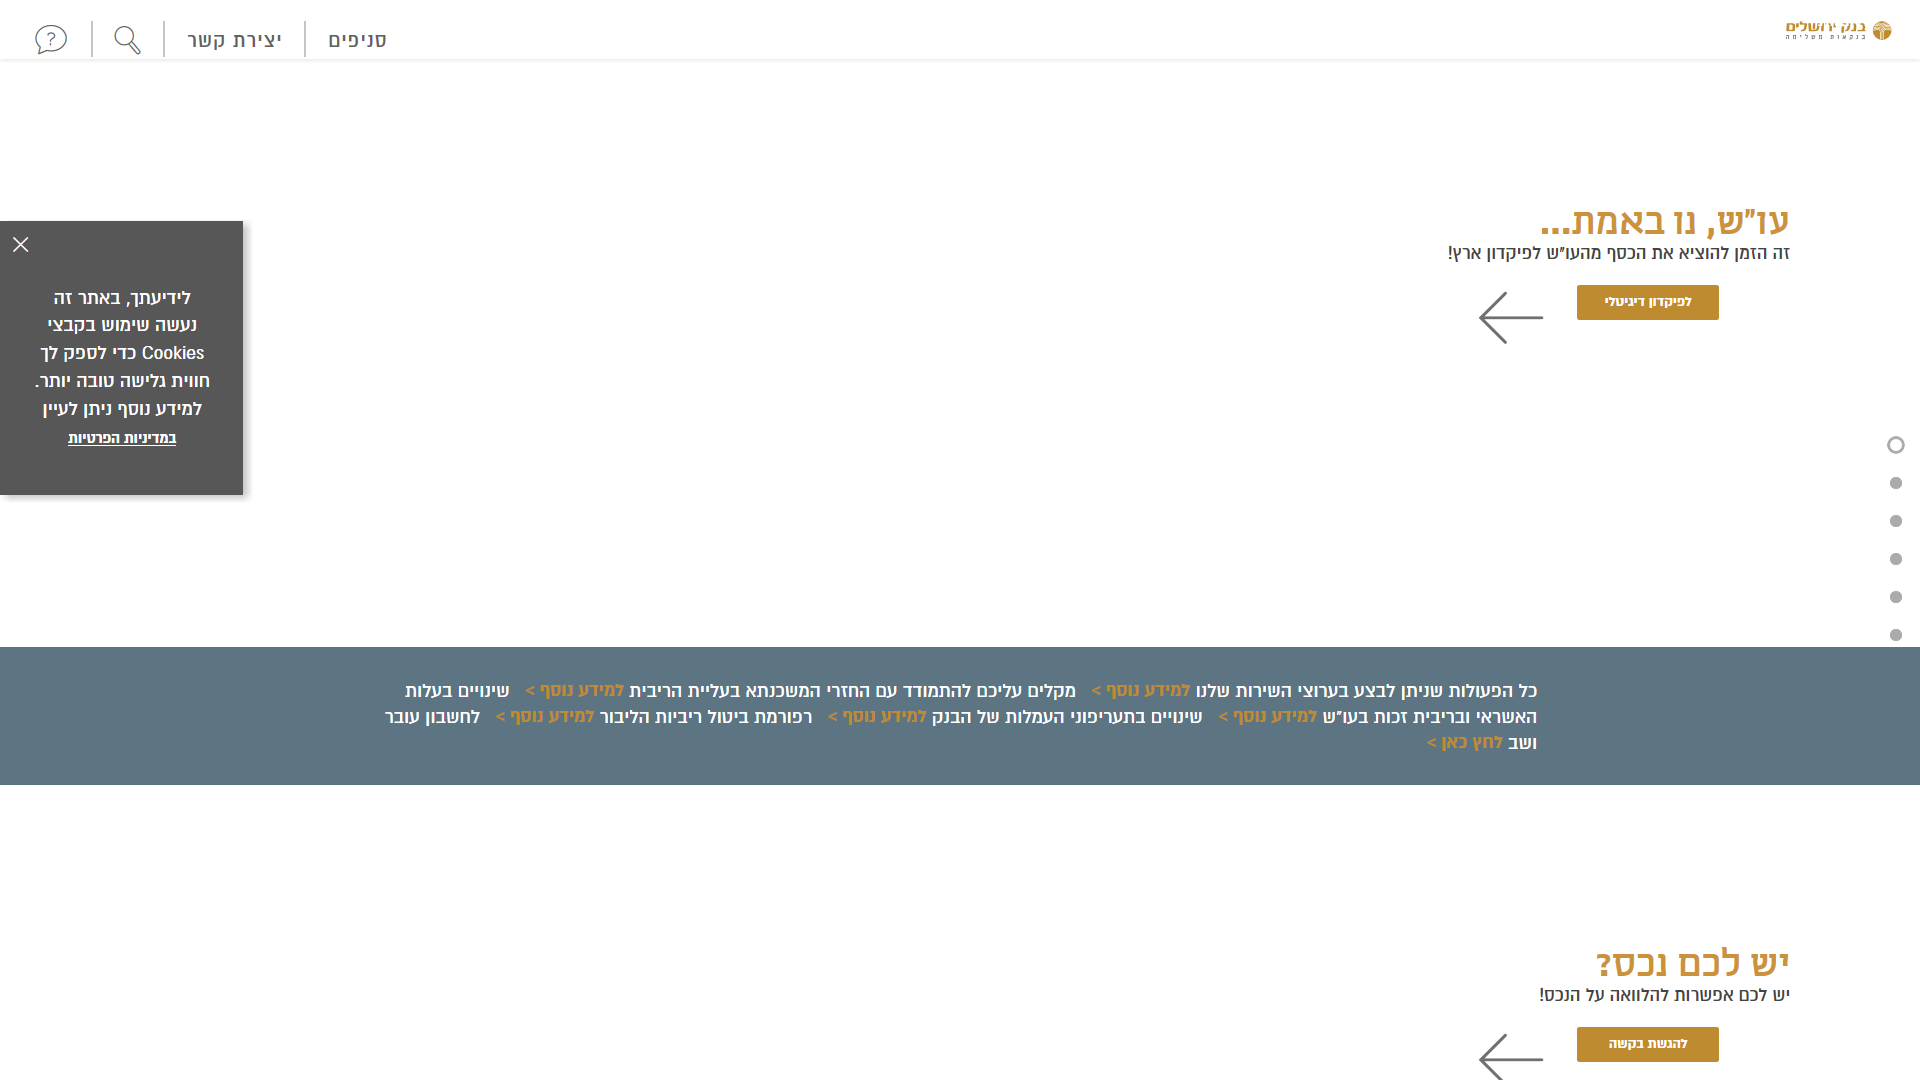 בנק ירושלים
בנקאות משלימה
סניפים
יצירת קשר
עו"ש, נו באמת...
זה הזמן להוציא את הכסף מהעו"ש לפיקדון ארץ!
לפיקדון דיגיטלי
לידיעתך, באתר זה
נעשה שימוש בקבצי
Cookies כדי לספק לך
חווית גלישה טובה יותר.
למידע נוסף ניתן לעיין
במדיניות הפרטיות
כל הפעולות שניתן לבצע בערוצי השירות שלנו למידע נוסף > מקלים עליכם להתמודד עם החזרי המשכנתא בעליית הריבית למידע נוסף > שינויים בעלות
האשראי ובריבית זכות בעו"ש למידע נוסף > שינויים בתעריפוני העמלות של הבנק למידע נוסף > רפורמת ביטול ריביות הליבור למידע נוסף > לחשבון עובר
ושב לחץ כאן >
יש לכם נכס?
יש לכם אפשרות להלוואה על הנכס!
להגשת בקשה